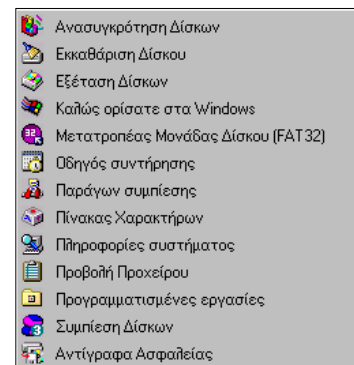 Ανασυγκρότηση Δίσκων
Εκκαθάριση Δίσκου
Εξέταση Δίσκων
Καλώς ορίσατε στα Windows
Μετατροπέας Μονάδας Δίσκου (FAT32)
Οδηγός συντήρησης
Παράγων συμπίεσης
Πίνακας Χαρακτήρων
Πληροφορίες συστήματος
Προβολή Προχείρου
Προγραμματισμένες εργασίες
Συμπίεση Δίσκων
Αντίγραφα Ασφαλείας